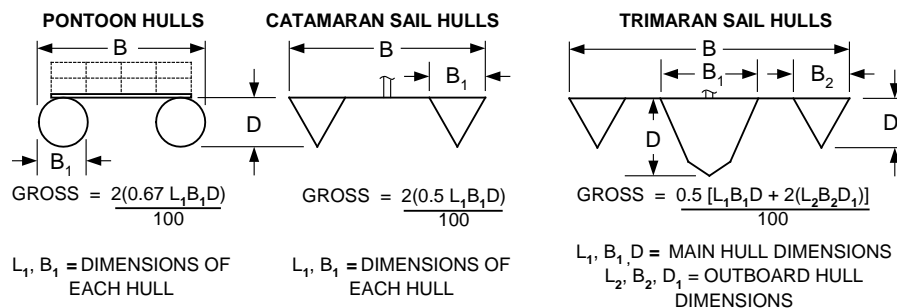 PONTOON HULLS
B
D
B₁
GROSS = 2(0.67 L₁B₁D)
100
L₁, B₁ = DIMENSIONS OF
EACH HULL
CATAMARAN SAIL HULLS
B
B₁
GROSS = 2(0.5 L₁B₁D)
100
L₁, B₁ = DIMENSIONS OF
EACH HULL
TRIMARAN SAIL HULLS
B
B₁
B₂
D
D
GROSS = 0.5 [L₁B₁D + 2(L₂B₂D₁)]
100
L₁, B₁,D = MAIN HULL DIMENSIONS
L₂, B₂, D₁ = OUTBOARD HULL
DIMENSIONS